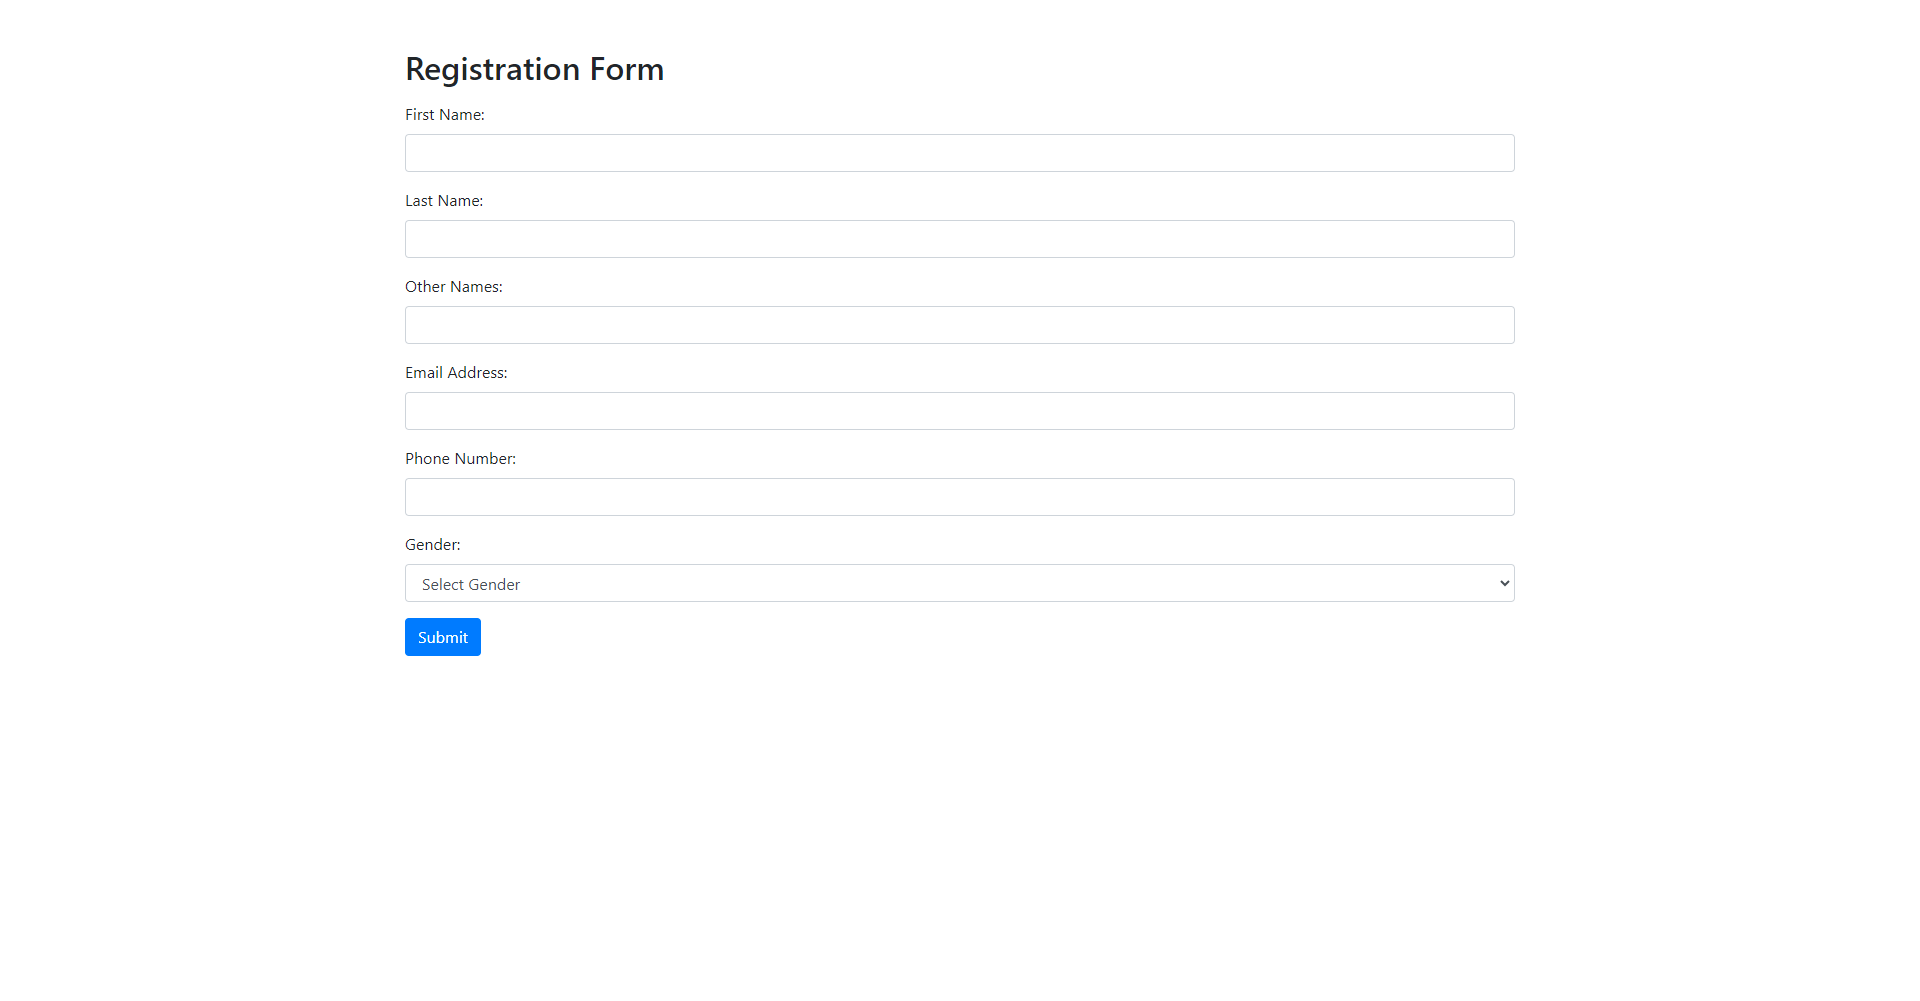 Registration Form
First Name:
Last Name:
Other Names:
Email Address:
Phone Number:
Gender:
Select Gender
Submit